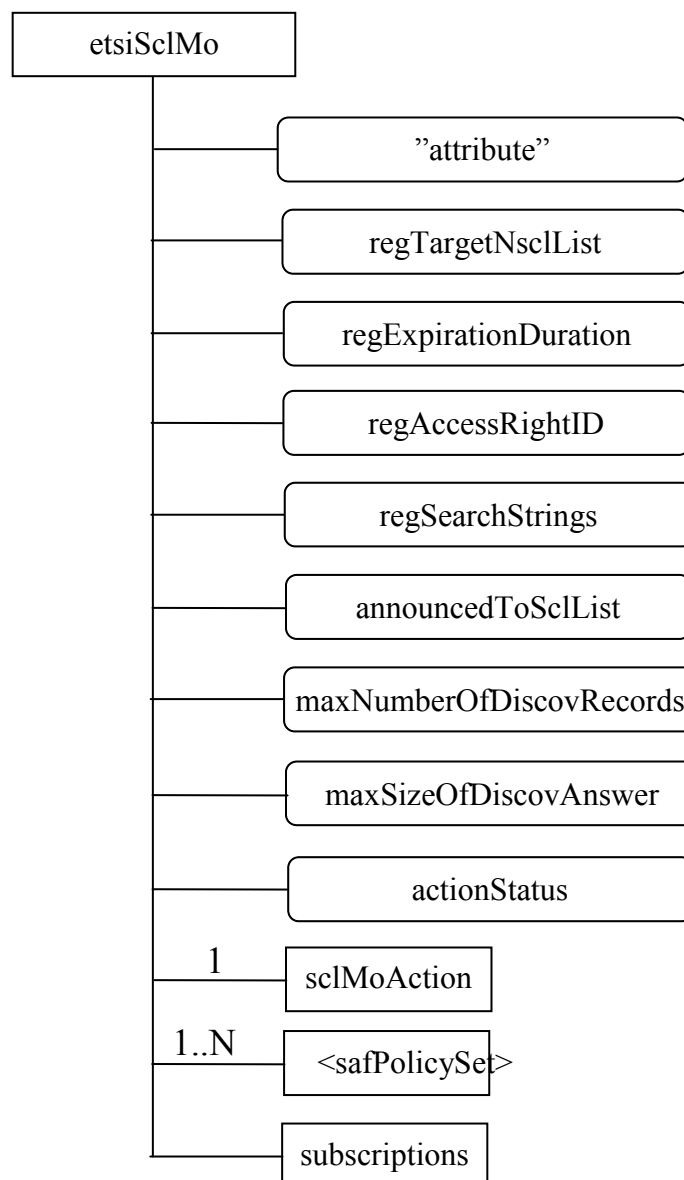 etsiSclMo
”attribute”
regTargetNsclList
regExpirationDuration
regAccessRightID
regSearchStrings
announcedToSclList
maxNumberOfDiscovRecords
maxSizeOfDiscovAnswer
actionStatus
1
sclMoAction
1..N
<safPolicySet>
subscriptions